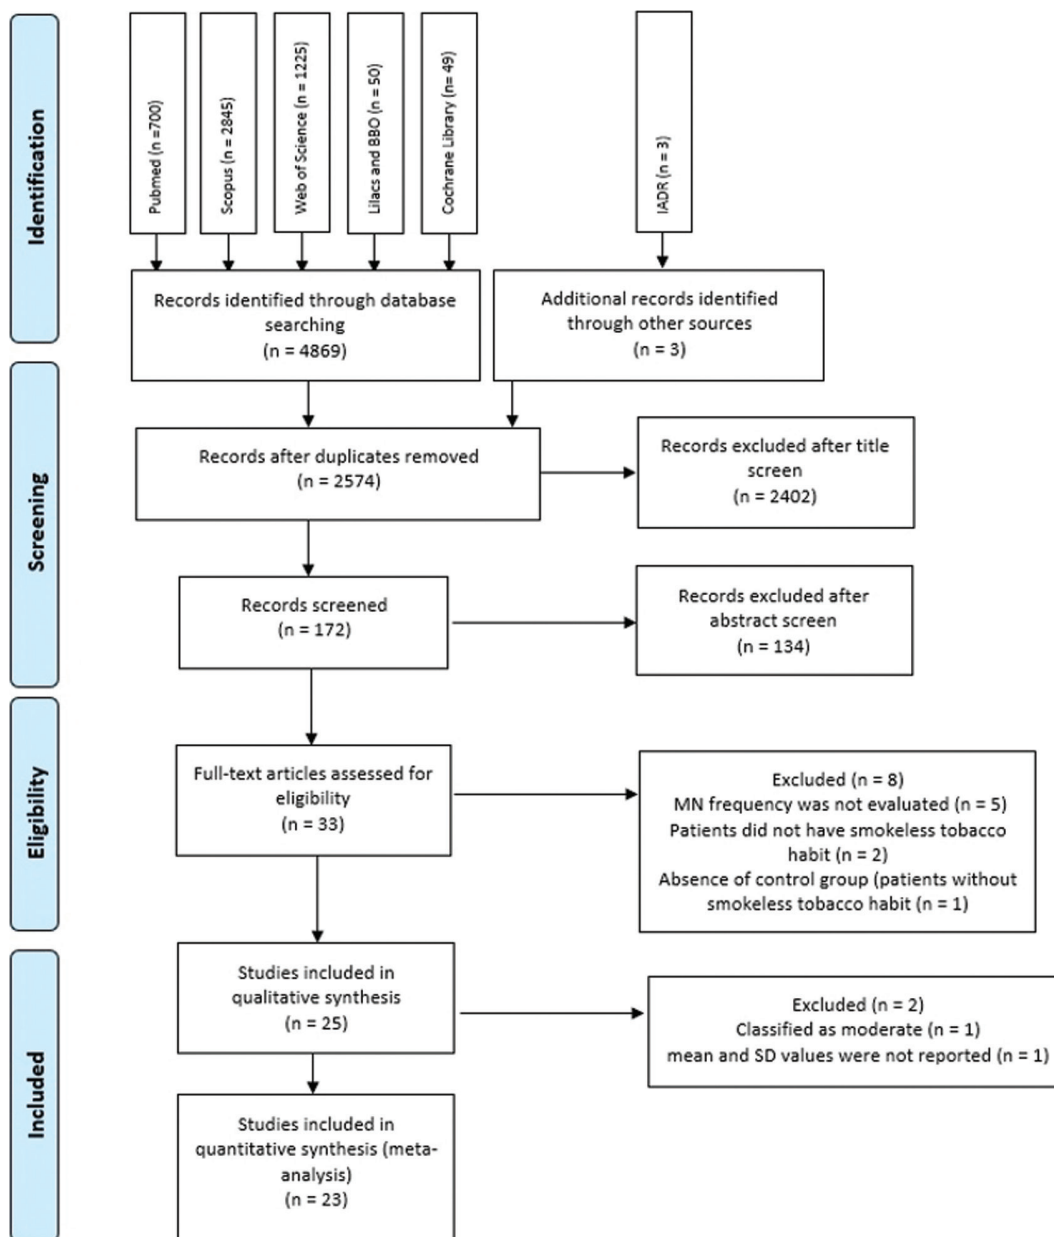 Identification
Pubmed (n =700)
Scopus (n = 2845)
Web of Science (n = 1225)
Lilacs and BBO (n = 50)
Cochrane Library (n= 49)
IADR (n = 3)
Records identified through database
searching
(n = 4869)
Additional records identified
through other sources
(n = 3)
Screening
Records after duplicates removed
(n = 2574)
Records excluded after title
screen
(n = 2402)
Records screened
(n = 172)
Records excluded after
abstract screen
(n = 134)
Eligibility
Full-text articles assessed for
eligibility
(n = 33)
Excluded (n = 8)
MN frequency was not evaluated (n = 5)
Patients did not have smokeless tobacco
habit (n = 2)
Absence of control group (patients without
smokeless tobacco habit (n = 1)
Included
Studies included in
qualitative synthesis
(n = 25)
Excluded (n = 2)
Classified as moderate (n = 1)
mean and SD values were not reported (n = 1)
Studies included in
quantitative synthesis (meta-
analysis)
(n = 23)